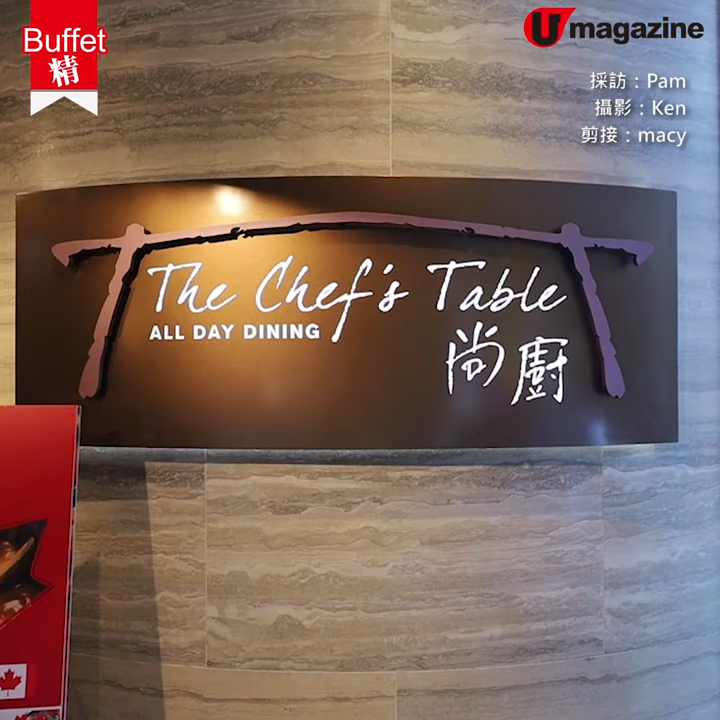 Buffet
精
U magazine
採訪：Pam
攝影：Ken
剪接：macy
The Chef's Table
ALL DAY DINING
尚廚